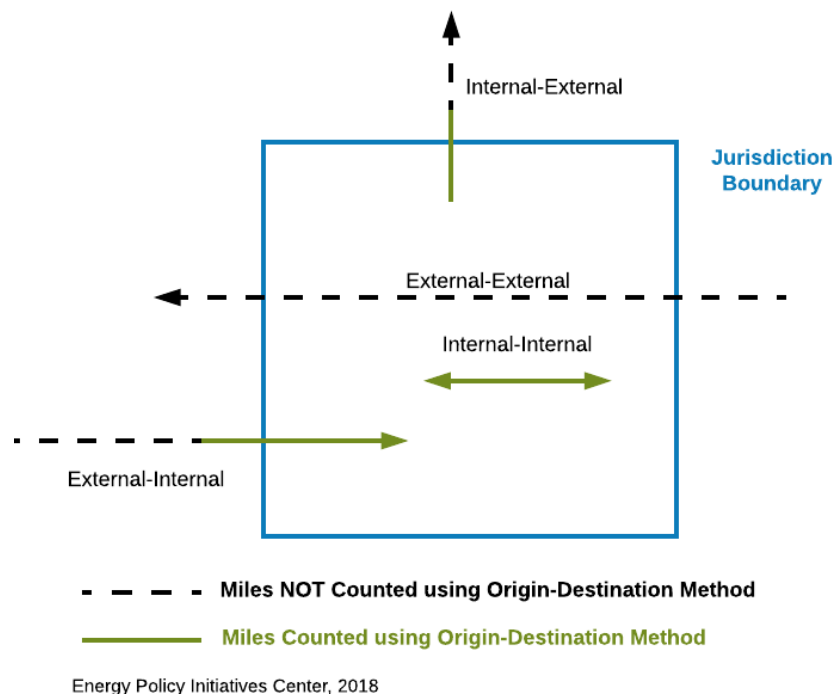 Internal-External
Jurisdiction
Boundary
External-External
Internal-Internal
External-Internal
Miles NOT Counted using Origin-Destination Method
Miles Counted using Origin-Destination Method
Energy Policy Initiatives Center, 2018